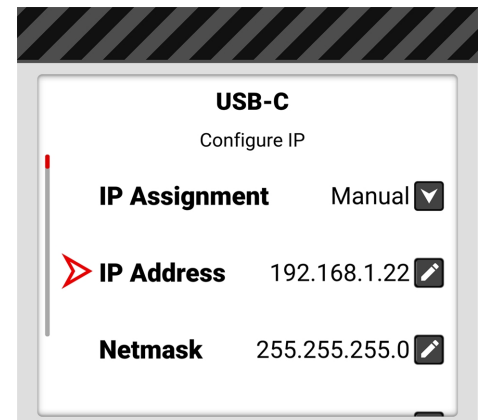 USB-C
Configure IP
IP Assignment Manual
IP Address 192.168.1.22
Netmask 255.255.255.0